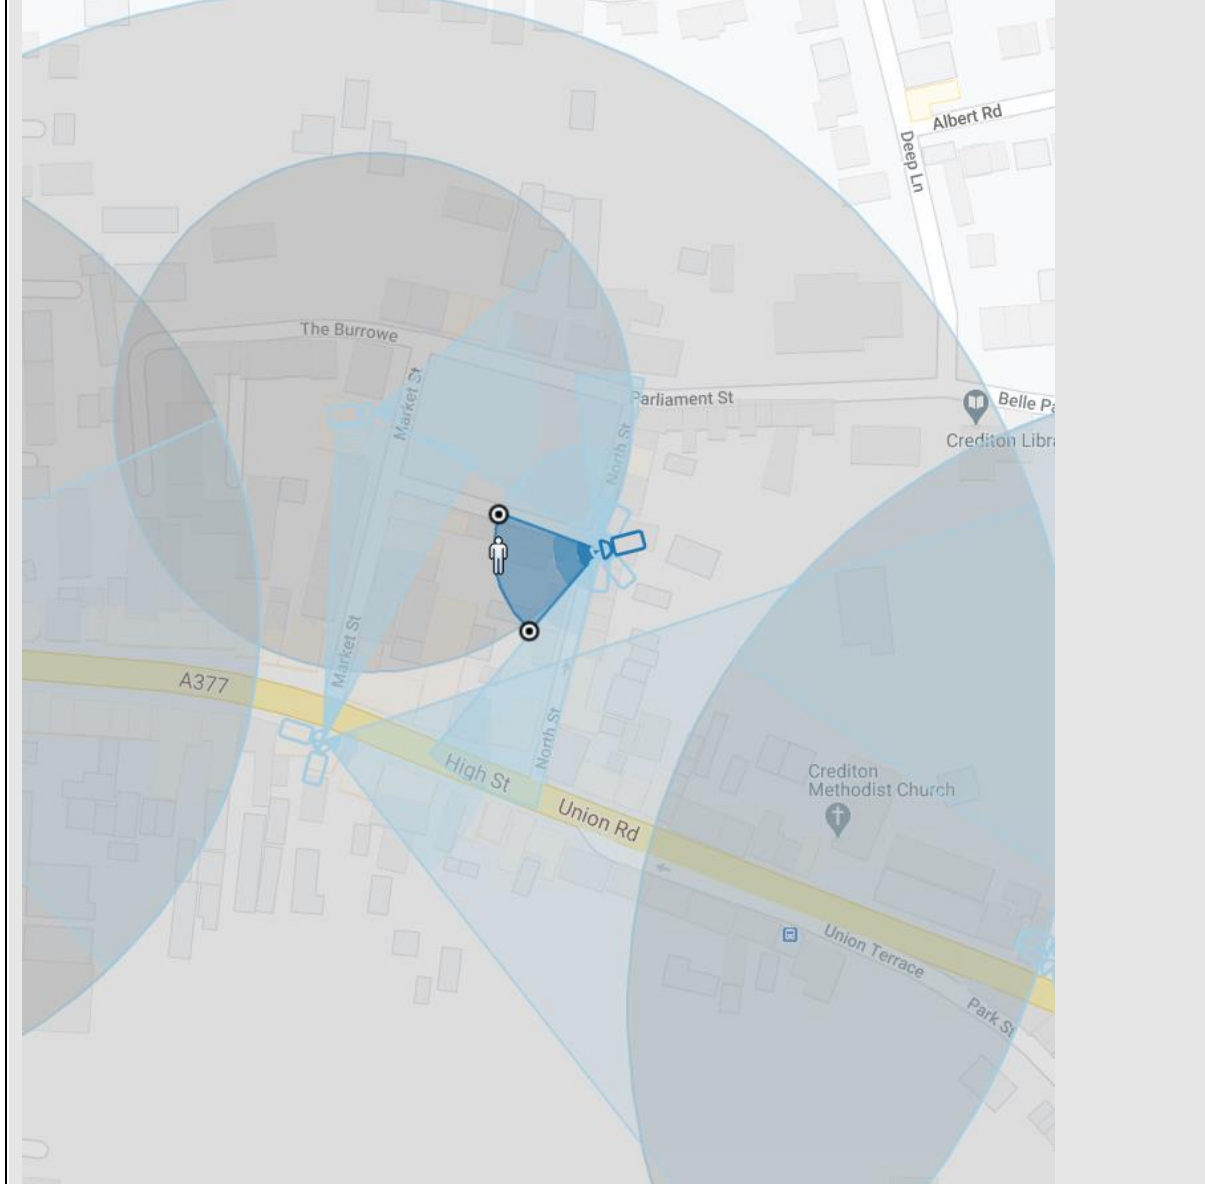 Albert Rd
Deep Ln
The Burrowe
Market St
Parliament St
Belle Pa
Crediton Libra
North St
Market St
A377
North St
High St
Union Rd
Crediton
Methodist Church
Union Terrace
Park St